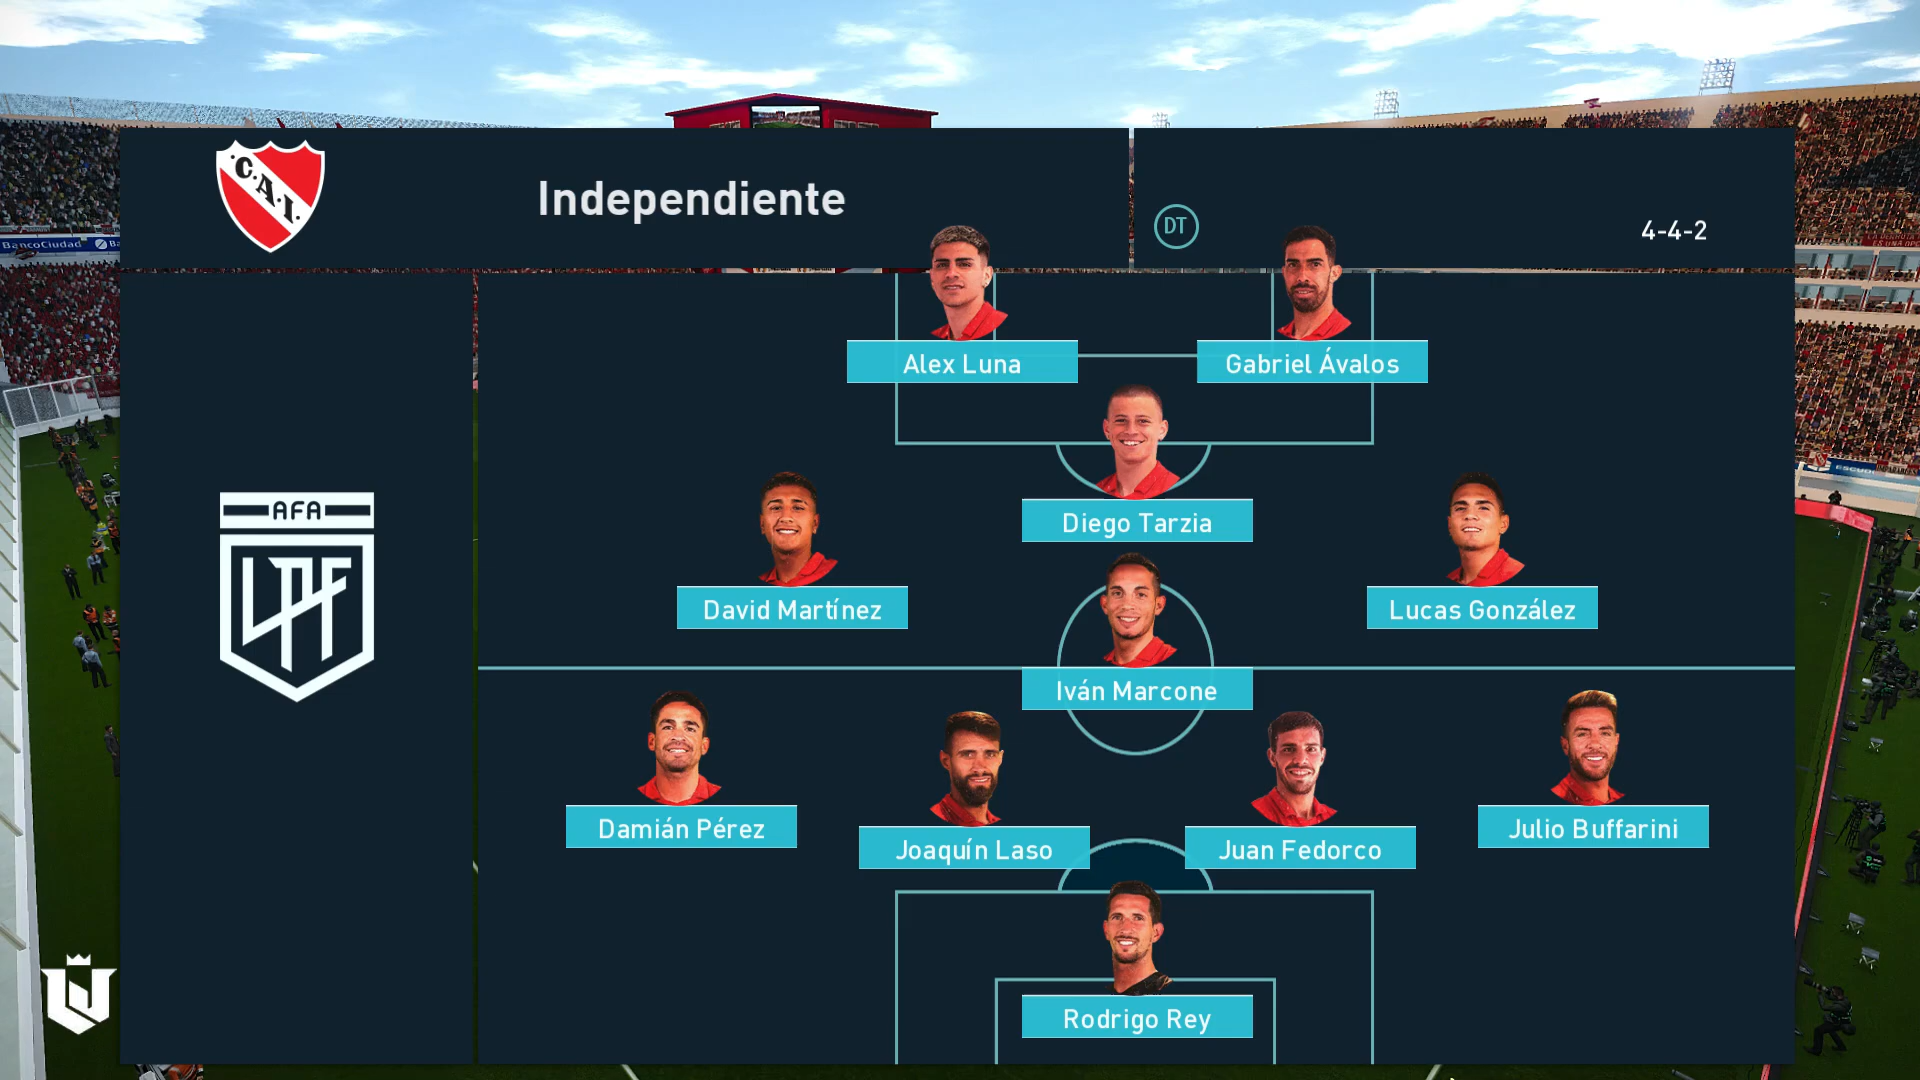 C.A.I.
Independiente
DT
4-4-2
BancoCiudad
Alex Luna
Gabriel Ávalos
Diego Tarzia
AFA
LPF
David Martínez
Lucas González
Iván Marcone
Damián Pérez
Joaquín Laso
Juan Fedorco
Julio Buffarini
Rodrigo Rey